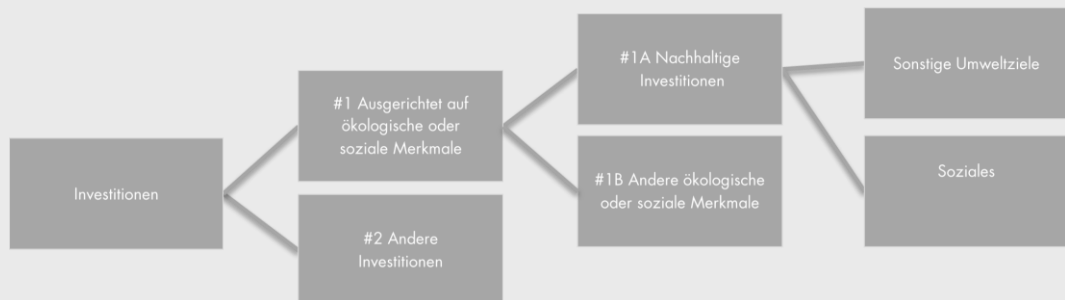 Investitionen
#1 Ausgerichtet auf
ökologische oder
soziale Merkmale
#2 Andere
Investitionen
#1A Nachhaltige
Investitionen
#1B Andere ökologische
oder soziale Merkmale
Sonstige Umweltziele
Soziales